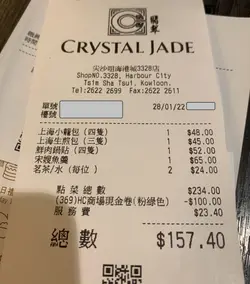 CRYSTAL JADE
尖沙咀海港城3328店
ShopNO.3328, Harbour City
Tsim Sha Tsui, Kowloon.
Tel:2622 2699 Fax:2622 2611
單號
28/01/22
檯號
上海小籠包 (四隻) 1 $48.00
上海生煎包 (三隻) 1 $45.00
鮮肉鍋貼 (四隻) 1 $52.00
宋嫂魚羹 1 $65.00
茗茶/水 (每位) 2 $24.00
點菜總數 $234.00
(369)HC商場現金卷(粉綠色) -$100.00
服務費 $23.40
總數 $157.40